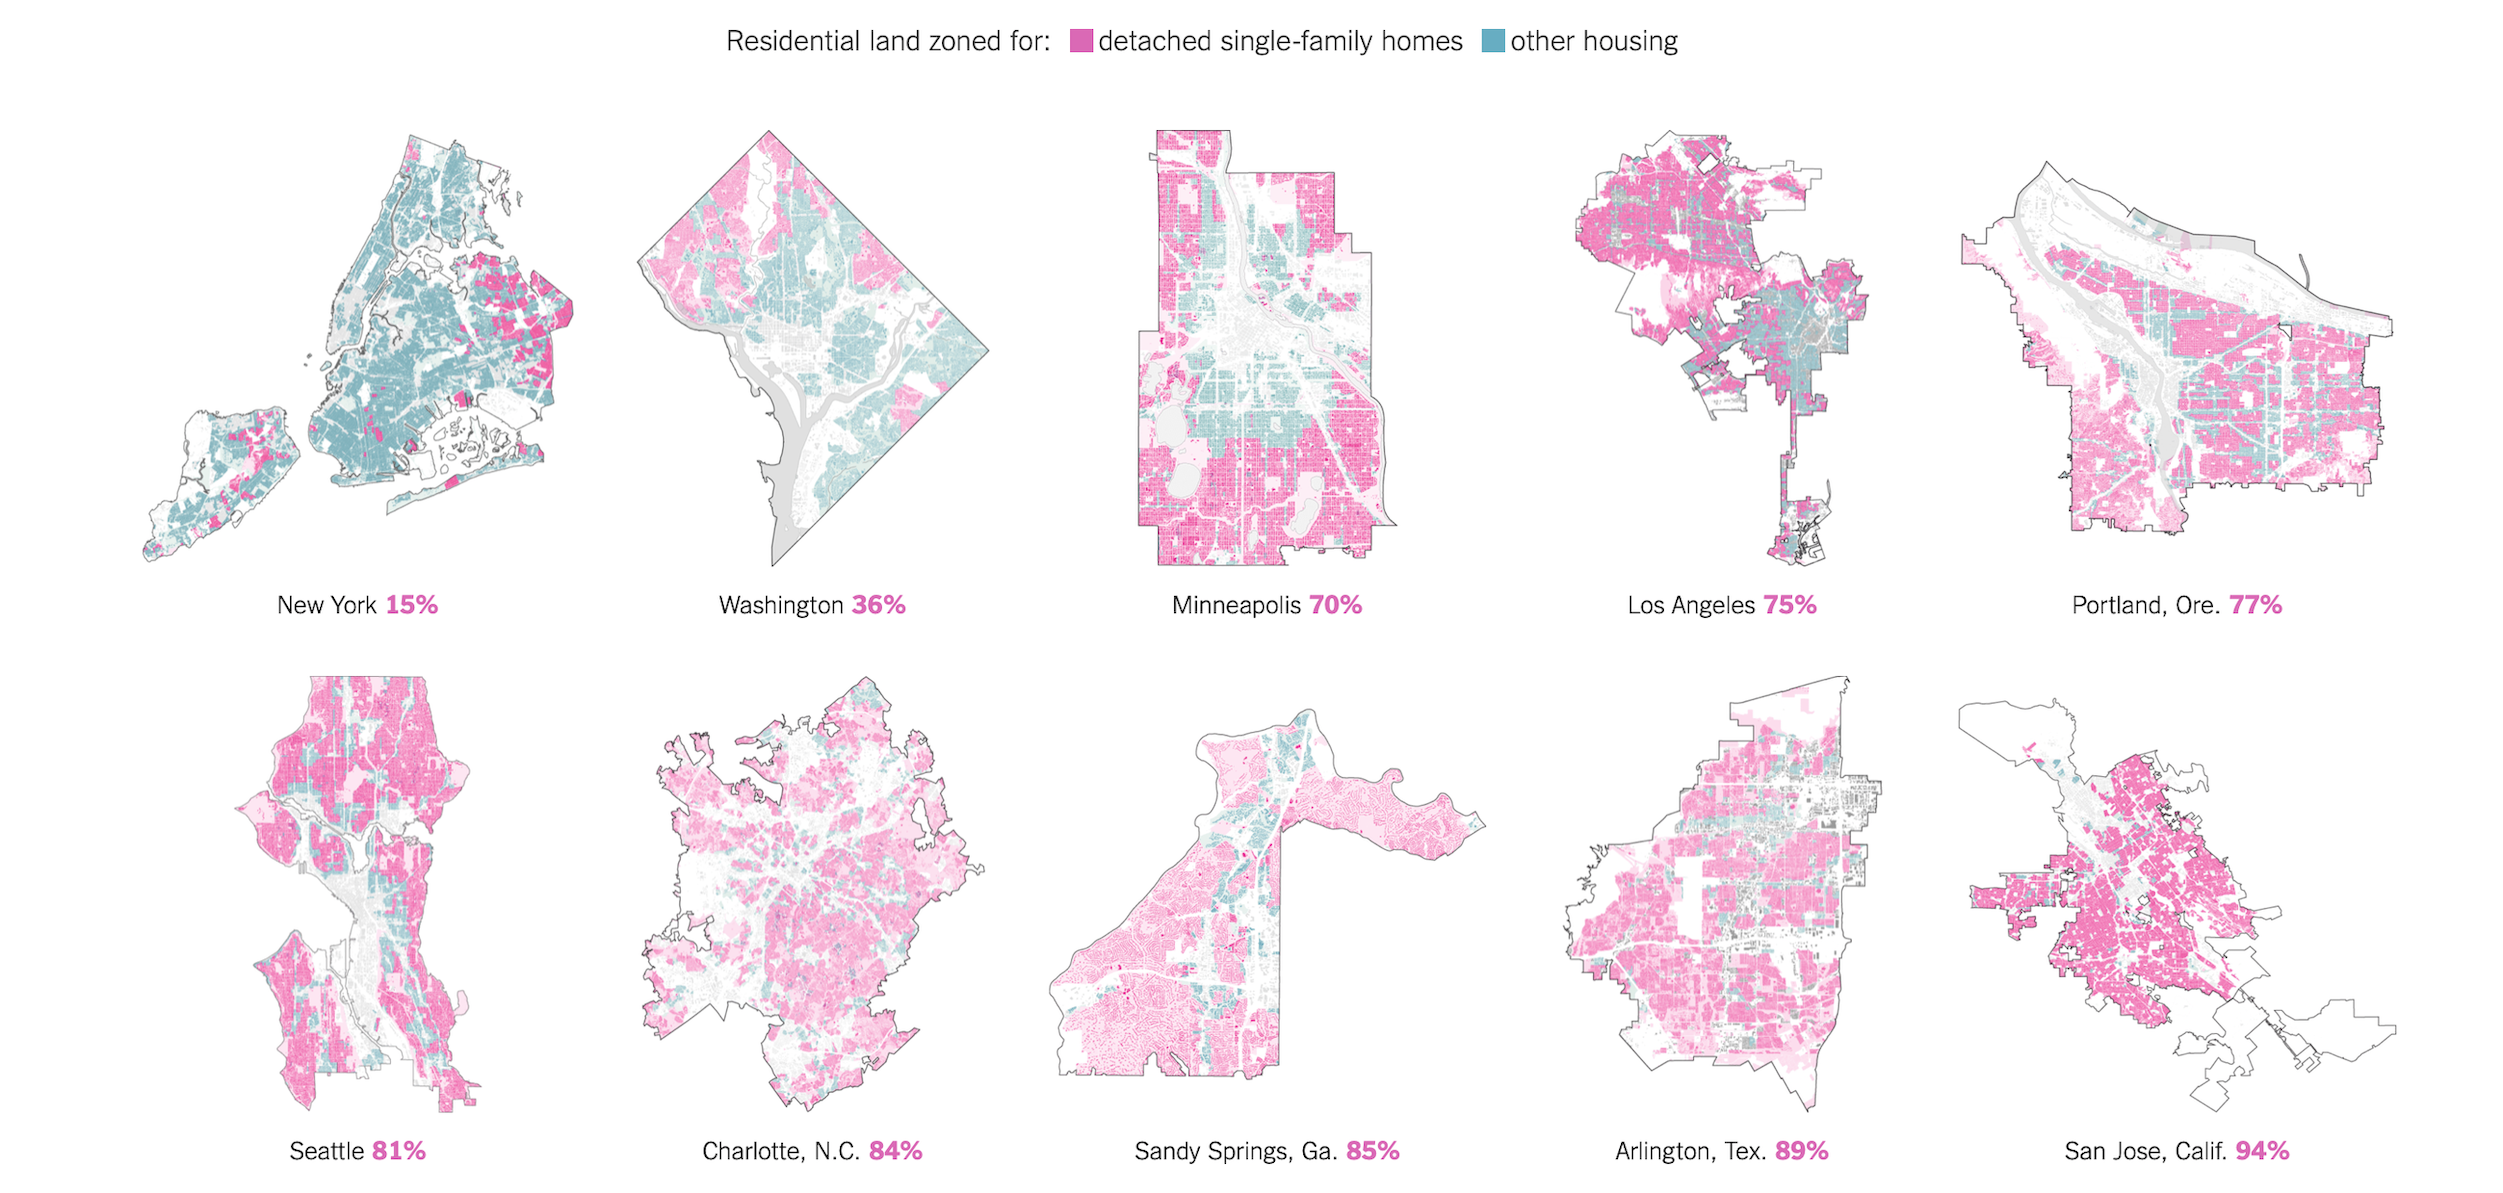 Residential land zoned for: detached single-family homes other housing
New York 15%
Washington 36%
Minneapolis 70%
Los Angeles 75%
Portland, Ore. 77%
Seattle 81%
Charlotte, N.C. 84%
Sandy Springs, Ga. 85%
Arlington, Tex. 89%
San Jose, Calif. 94%